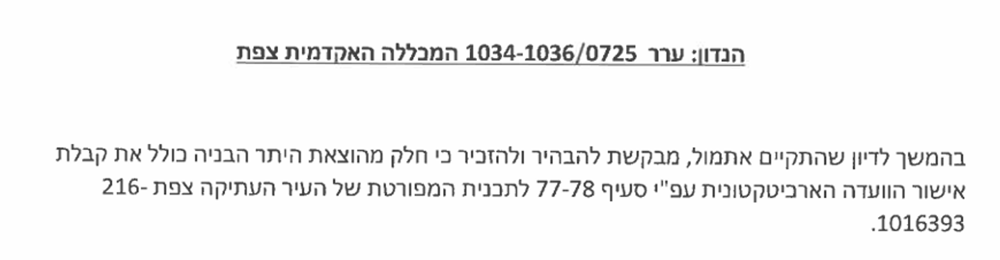 הנדון: ערר 1034-1036/0725 המכללה האקדמית צפת
בהמשך לדיון שהתקיים אתמול, מבקשת להבהיר ולהזכיר כי חלק מהוצאת היתר הבניה כולל את קבלת
אישור הוועדה הארכיטקטונית עפ"י סעיף 77-78 לתכנית המפורטת של העיר העתיקה צפת 216-
1016393.